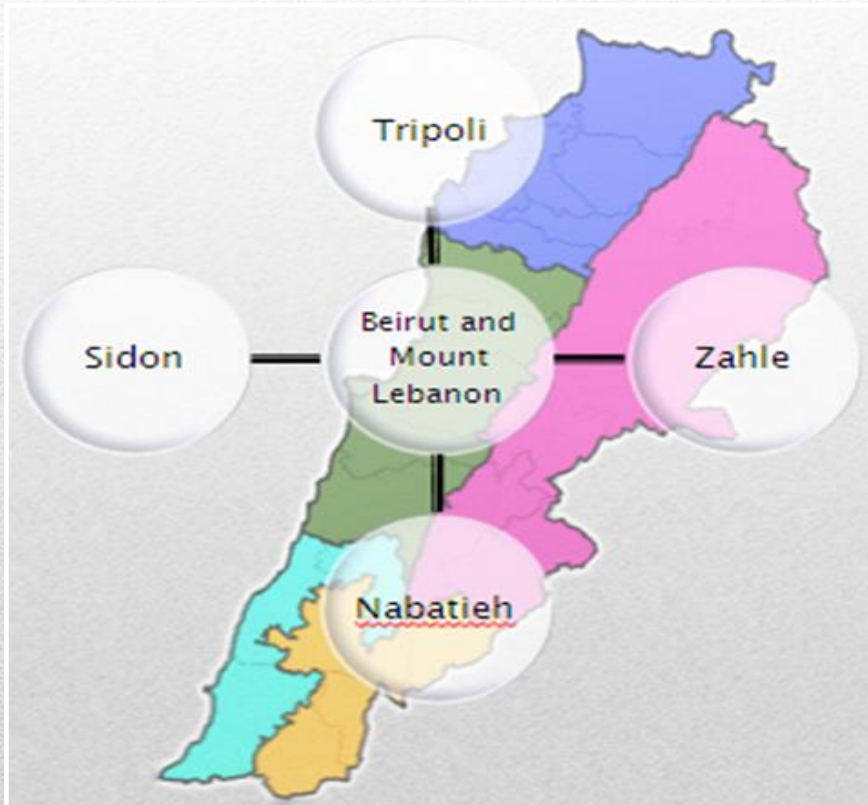 Tripoli
Sidon
Beirut and
Mount
Lebanon
Zahle
Nabatieh